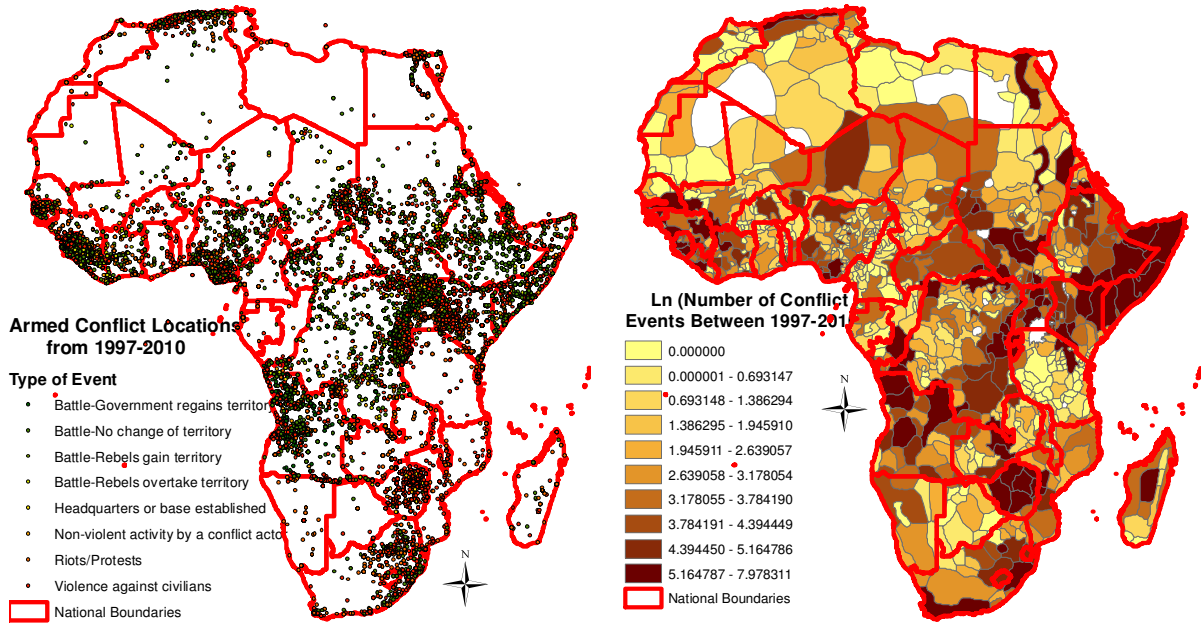 Armed Conflict Locations
from 1997-2010
Type of Event
Battle-Government regains territory
Battle-No change of territory
Battle-Rebels gain territory
Battle-Rebels overtake territory
Headquarters or base established
Non-violent activity by a conflict acto
Riots/Protests
Violence against civilians
National Boundaries
N
Ln (Number of Conflict
Events Between 1997-201
0.000000
0.000001 - 0.693147
0.693148 - 1.386294
1.386295 - 1.945910
1.945911 - 2.639057
2.639058 - 3.178054
3.178055 - 3.784190
3.784191 - 4.394449
4.394450 - 5.164786
5.164787 - 7.978311
National Boundaries
N